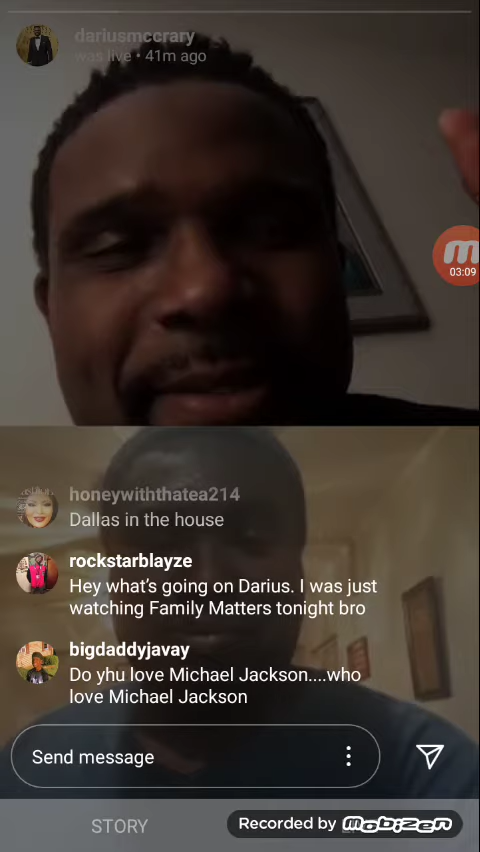 dariusmccrary
was live • 41m ago
03:09
honeywiththatea214
Dallas in the house
rockstarblayze
Hey what's going on Darius. I was just
watching Family Matters tonight bro
bigdaddyjavay
Do yhu love Michael Jackson....who
love Michael Jackson
Send message
STORY
Recorded by mobizen